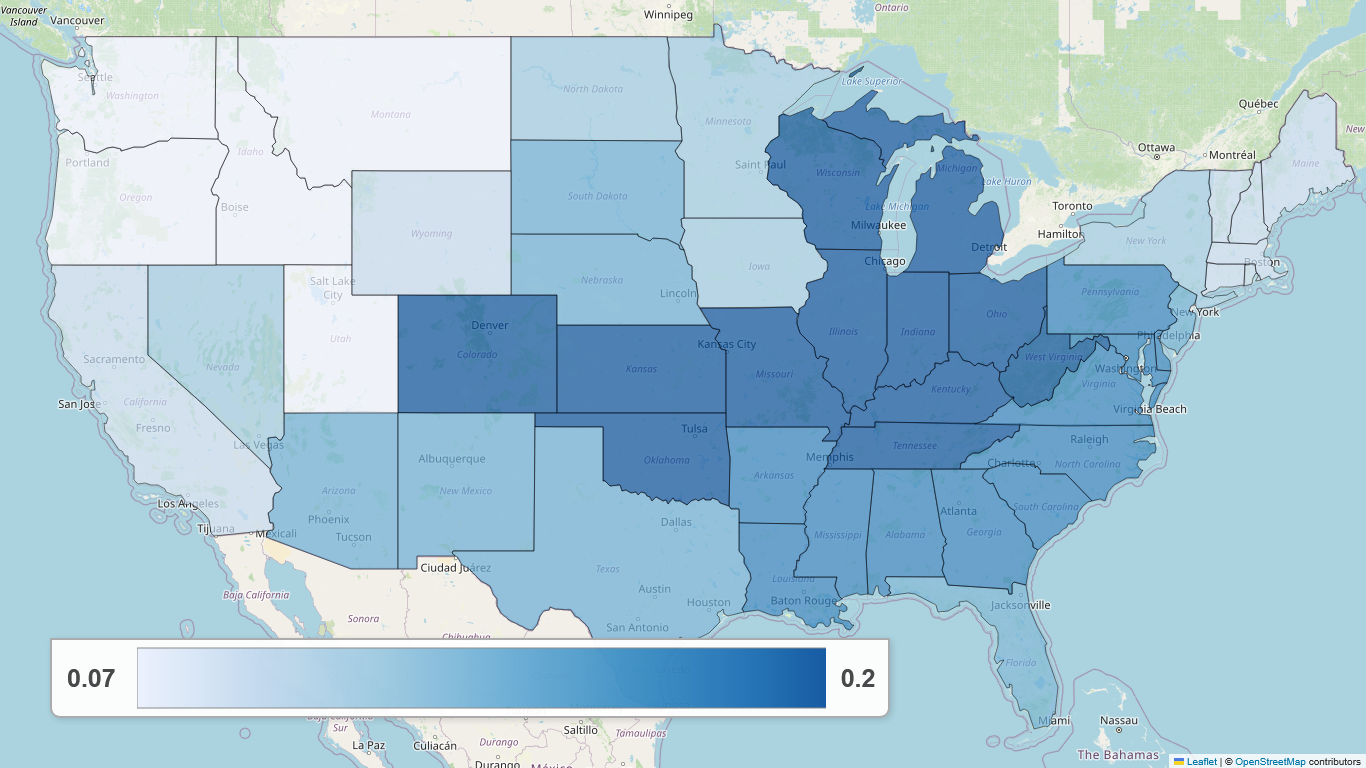 Vancouver
Island
Vancouver
Winnipeg
Ontario
Seattle
Washington
Montana
North Dakota
Minnesota
Lake Superior
Québec
Ottawa
Montréal
New
Maine
Portland
Oregon
Idaho
Boise
Saint Paul
Wisconsin
Michigan
Lake Huron
Lake Michigan
Toronto
Hamilton
South Dakota
Wyoming
Milwaukee
Detroit
New York
Boston
Chicago
Iowa
Salt Lake
City
Nebraska
Lincoln
Pennsylvania
New York
Philadelphia
Denver
Colorado
Utah
Nevada
Sacramento
California
San Jose
Fresno
Kansas City
Kansas
Missouri
Illinois
Indiana
Ohio
West Virginia
Washington
Virginia
Virginia Beach
Kentucky
Las Vegas
Albuquerque
Tulsa
Oklahoma
Memphis
Tennessee
Raleigh
Charlotte
North Carolina
Arizona
New Mexico
Arkansas
South Carolina
Los Angeles
Phoenix
Tucson
Tijuana
Mexicali
Dallas
Atlanta
Georgia
Mississippi
Alabama
Ciudad Juárez
Texas
Louisiana
Baja California
Austin
Houston
Baton Rouge
Jacksonville
Sonora
San Antonio
Chihuahua
Florida
0.07
0.2
Baja California
Sur
Miami
Nassau
The Bahamas
Saltillo
Tamaulipas
La Paz
Culiacán
Durango
Durango
México
Leaflet | © OpenStreetMap contributors